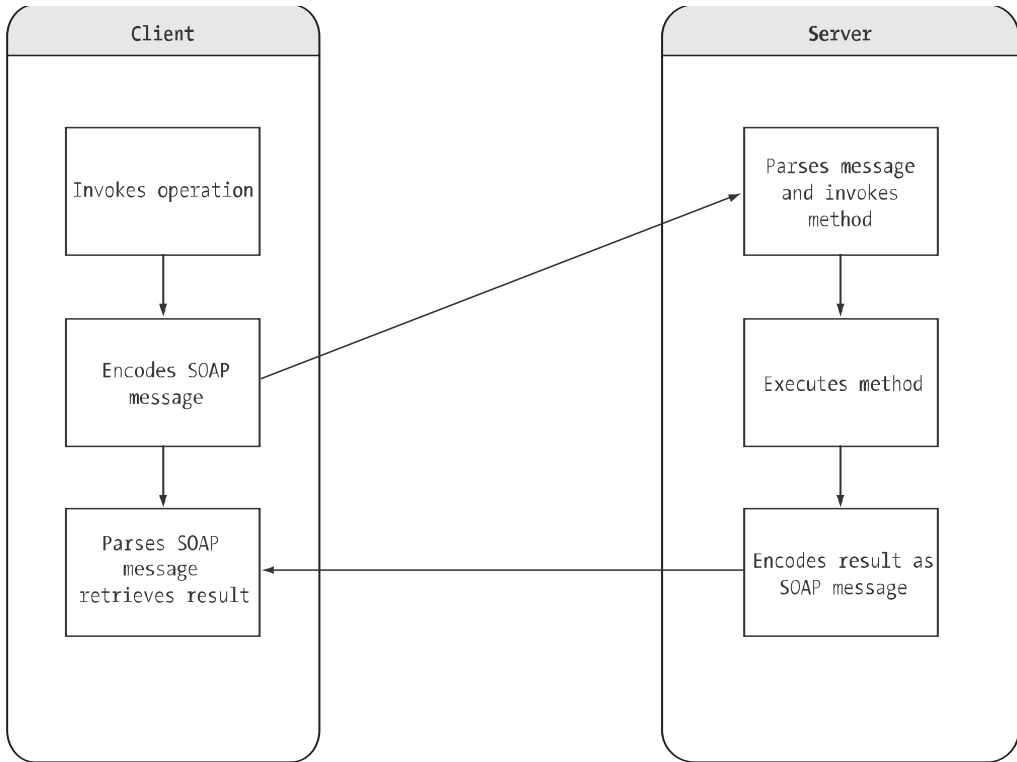 Client
Invokes operation
Encodes SOAP
message
Parses SOAP
message
retrieves result
Server
Parses message
and invokes
method
Executes method
Encodes result as
SOAP message